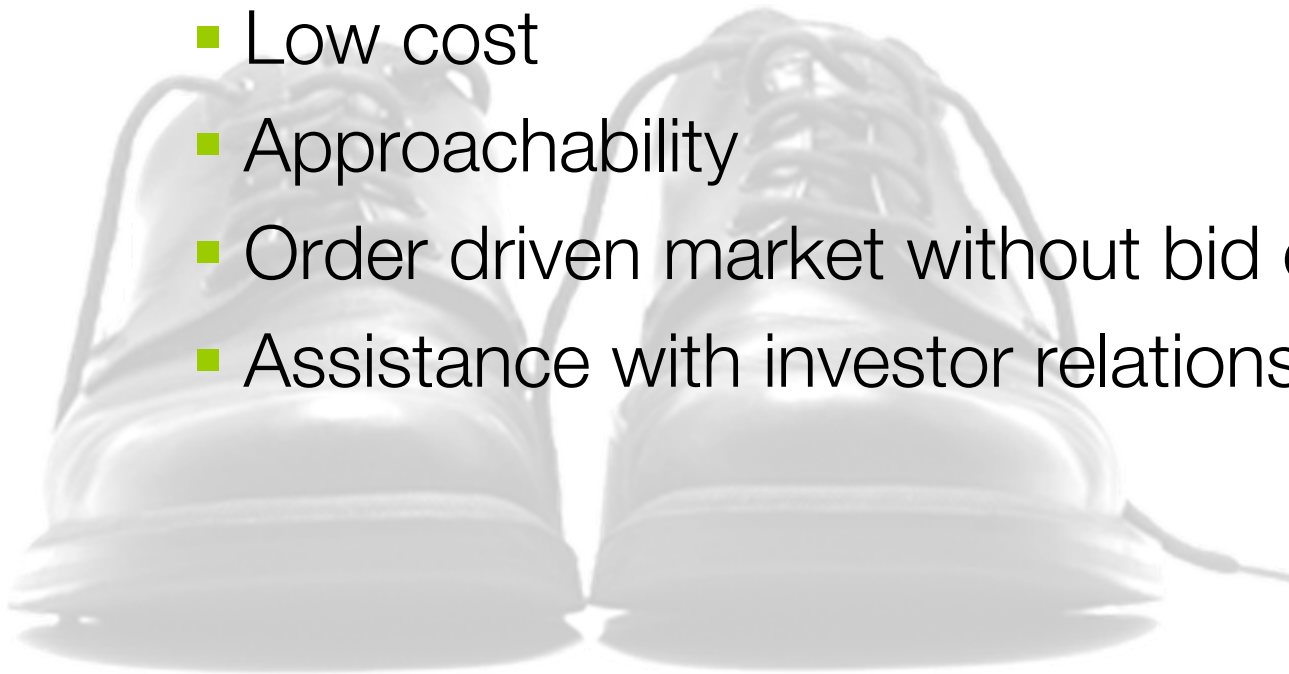 Low cost
Approachability
Order driven market without bid
Assistance with investor relations